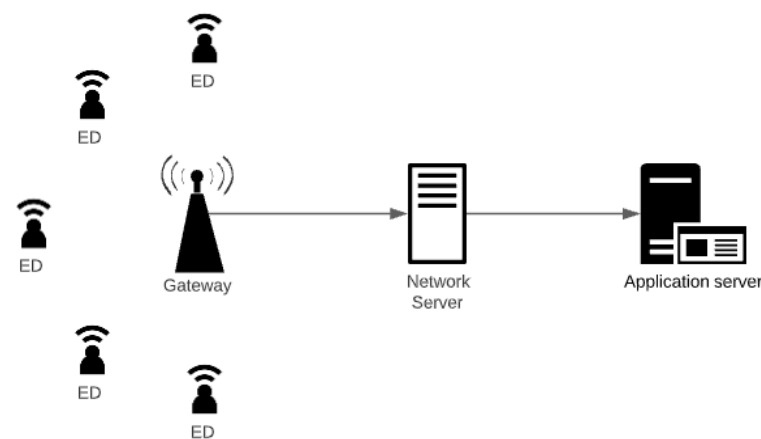 ED
ED
ED
Gateway
Network
Server
Application server
ED
ED